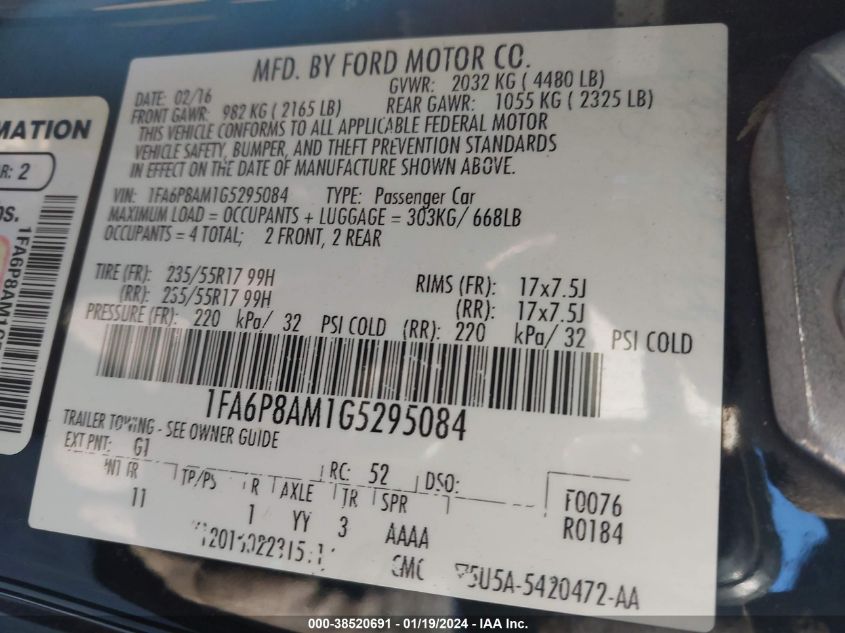 MFD. BY FORD MOTOR CO.
DATE: 02/16 GVWR: 2032 KG ( 4480 LB)
FRONT GAWR: 982 KG ( 2165 LB) REAR GAWR: 1055 KG ( 2325 LB)
THIS VEHICLE CONFORMS TO ALL APPLICABLE FEDERAL MOTOR
VEHICLE SAFETY, BUMPER, AND THEFT PREVENTION STANDARDS
IN EFFECT ON THE DATE OF MANUFACTURE SHOWN ABOVE.
VIN: 1FA6P8AM1G5295084 TYPE: Passenger Car
MAXIMUM LOAD = OCCUPANTS + LUGGAGE = 303KG/ 668LB
OCCUPANTS = 4 TOTAL; 2 FRONT, 2 REAR
TIRE (FR): 235/55R17 99H RIMS (FR): 17x7.5J
(RR): 235/55R17 99H (RR): 17x7.5J
PRESSURE (FR): 220 kPa/ 32 PSI COLD (RR): 220 kPa/ 32 PSI COLD
1FA6P8AM1G5295084
TRAILER TOWING - SEE OWNER GUIDE
EXT PNT: G1 RC: 52 DSO:
INT TR TP/PS R AXLE TR SPR F0076
11 1 YY 3 AAAA R0184
5U5A-5420472-AA
MATION
R: 2
1FA6P8AM1G
000-38520691 - 01/19/2024 - IAA Inc.